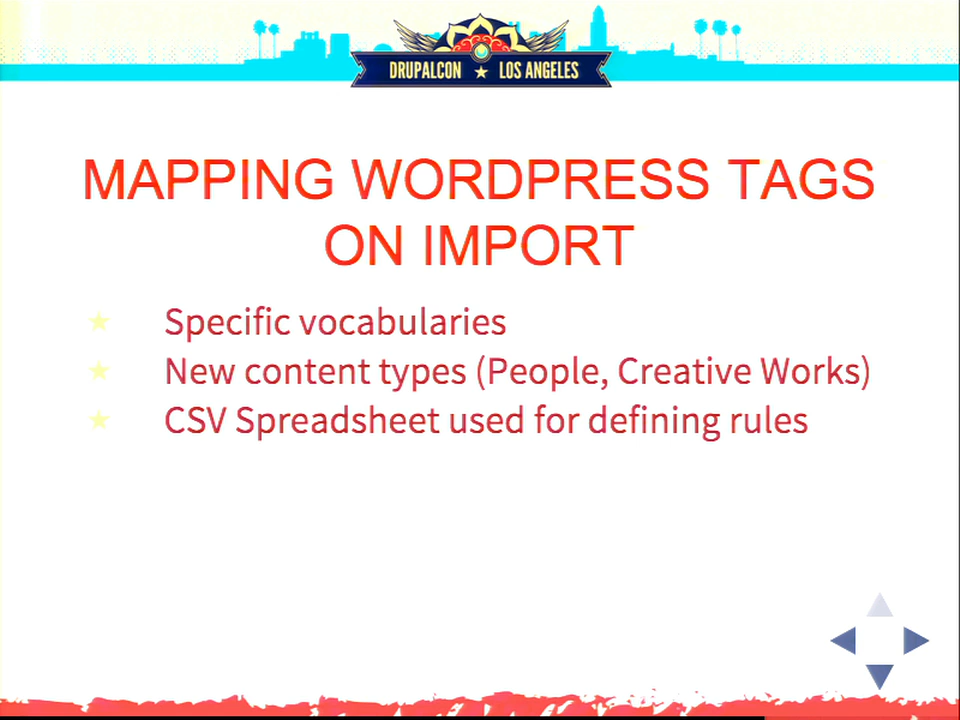 DRUPALCON ★ LOS ANGELES
MAPPING WORDPRESS TAGS
ON IMPORT
Specific vocabularies
New content types (People, Creative Works)
CSV Spreadsheet used for defining rules